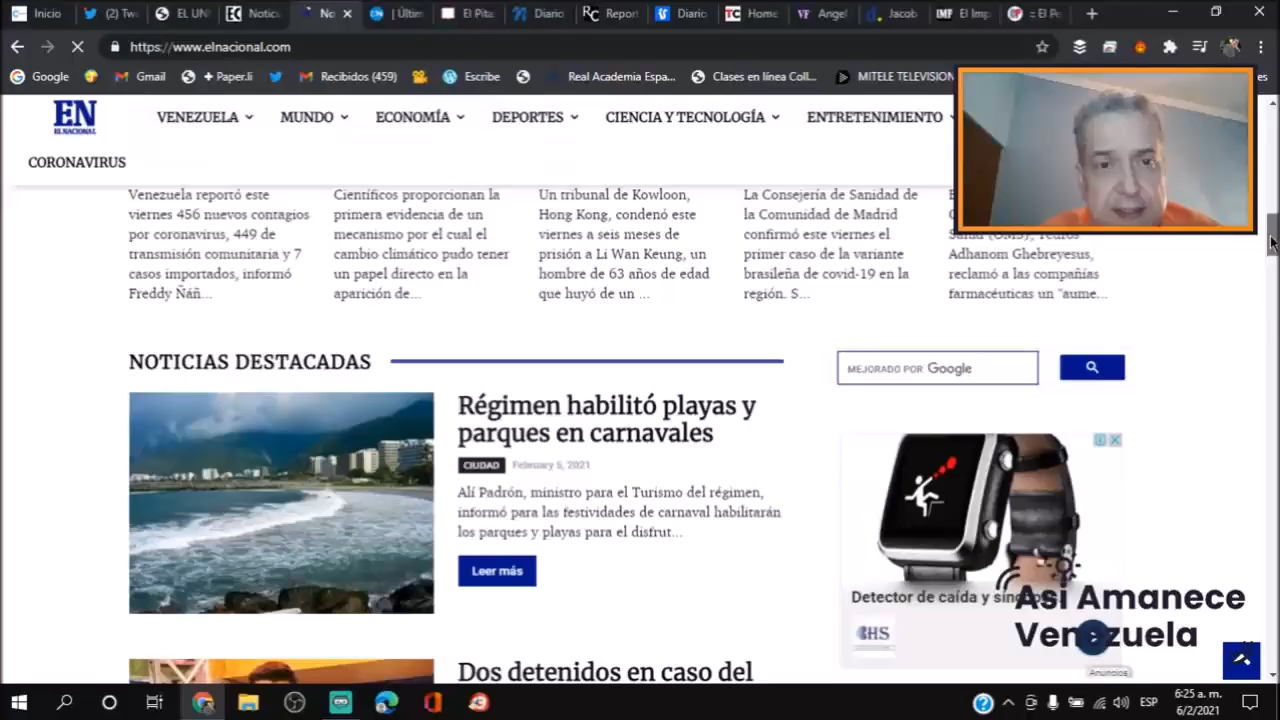 Inicio
(2) Twi
EL UN
Notic
No
| Últim
El Pita
Diario
Report
Diario
Home
Angel
Jacob
El Imp
:: El Pe
https://www.elnacional.com
Google
Gmail
+ Paper.li
Recibidos (459)
Escribe
Real Academia Espa...
Clases en línea Coll...
MITELE TELEVISION
es
EN
EL NACIONAL
VENEZUELA
MUNDO
ECONOMÍA
DEPORTES
CIENCIA Y TECNOLOGÍA
ENTRETENIMIENTO
CORONAVIRUS
Venezuela reportó este
viernes 456 nuevos contagios
por coronavirus, 449 de
transmisión comunitaria y 7
casos importados, informó
Freddy Ñáñ...
Científicos proporcionan la
primera evidencia de un
mecanismo por el cual el
cambio climático pudo tener
un papel directo en la
aparición de...
Un tribunal de Kowloon,
Hong Kong, condenó este
viernes a seis meses de
prisión a Li Wan Keung, un
hombre de 63 años de edad
que huyó de un ...
La Consejería de Sanidad de
la Comunidad de Madrid
confirmó este viernes el
primer caso de la variante
brasileña de covid-19 en la
región. S...
Salud (OMS), Tedros
Adhanom Ghebreyesus,
reclamó a las compañías
farmacéuticas un "aume...
NOTICIAS DESTACADAS
MEJORADO POR Google
Régimen habilitó playas y
parques en carnavales
CIUDAD February 5, 2021
Alí Padrón, ministro para el Turismo del régimen,
informó para las festividades de carnaval habilitarán
los parques y playas para el disfrut...
Leer más
Detector de caída y
CHS
Así Amanece
Venezuela
Anuncios
Dos detenidos en caso del
ESP
6:25 a. m.
6/2/2021